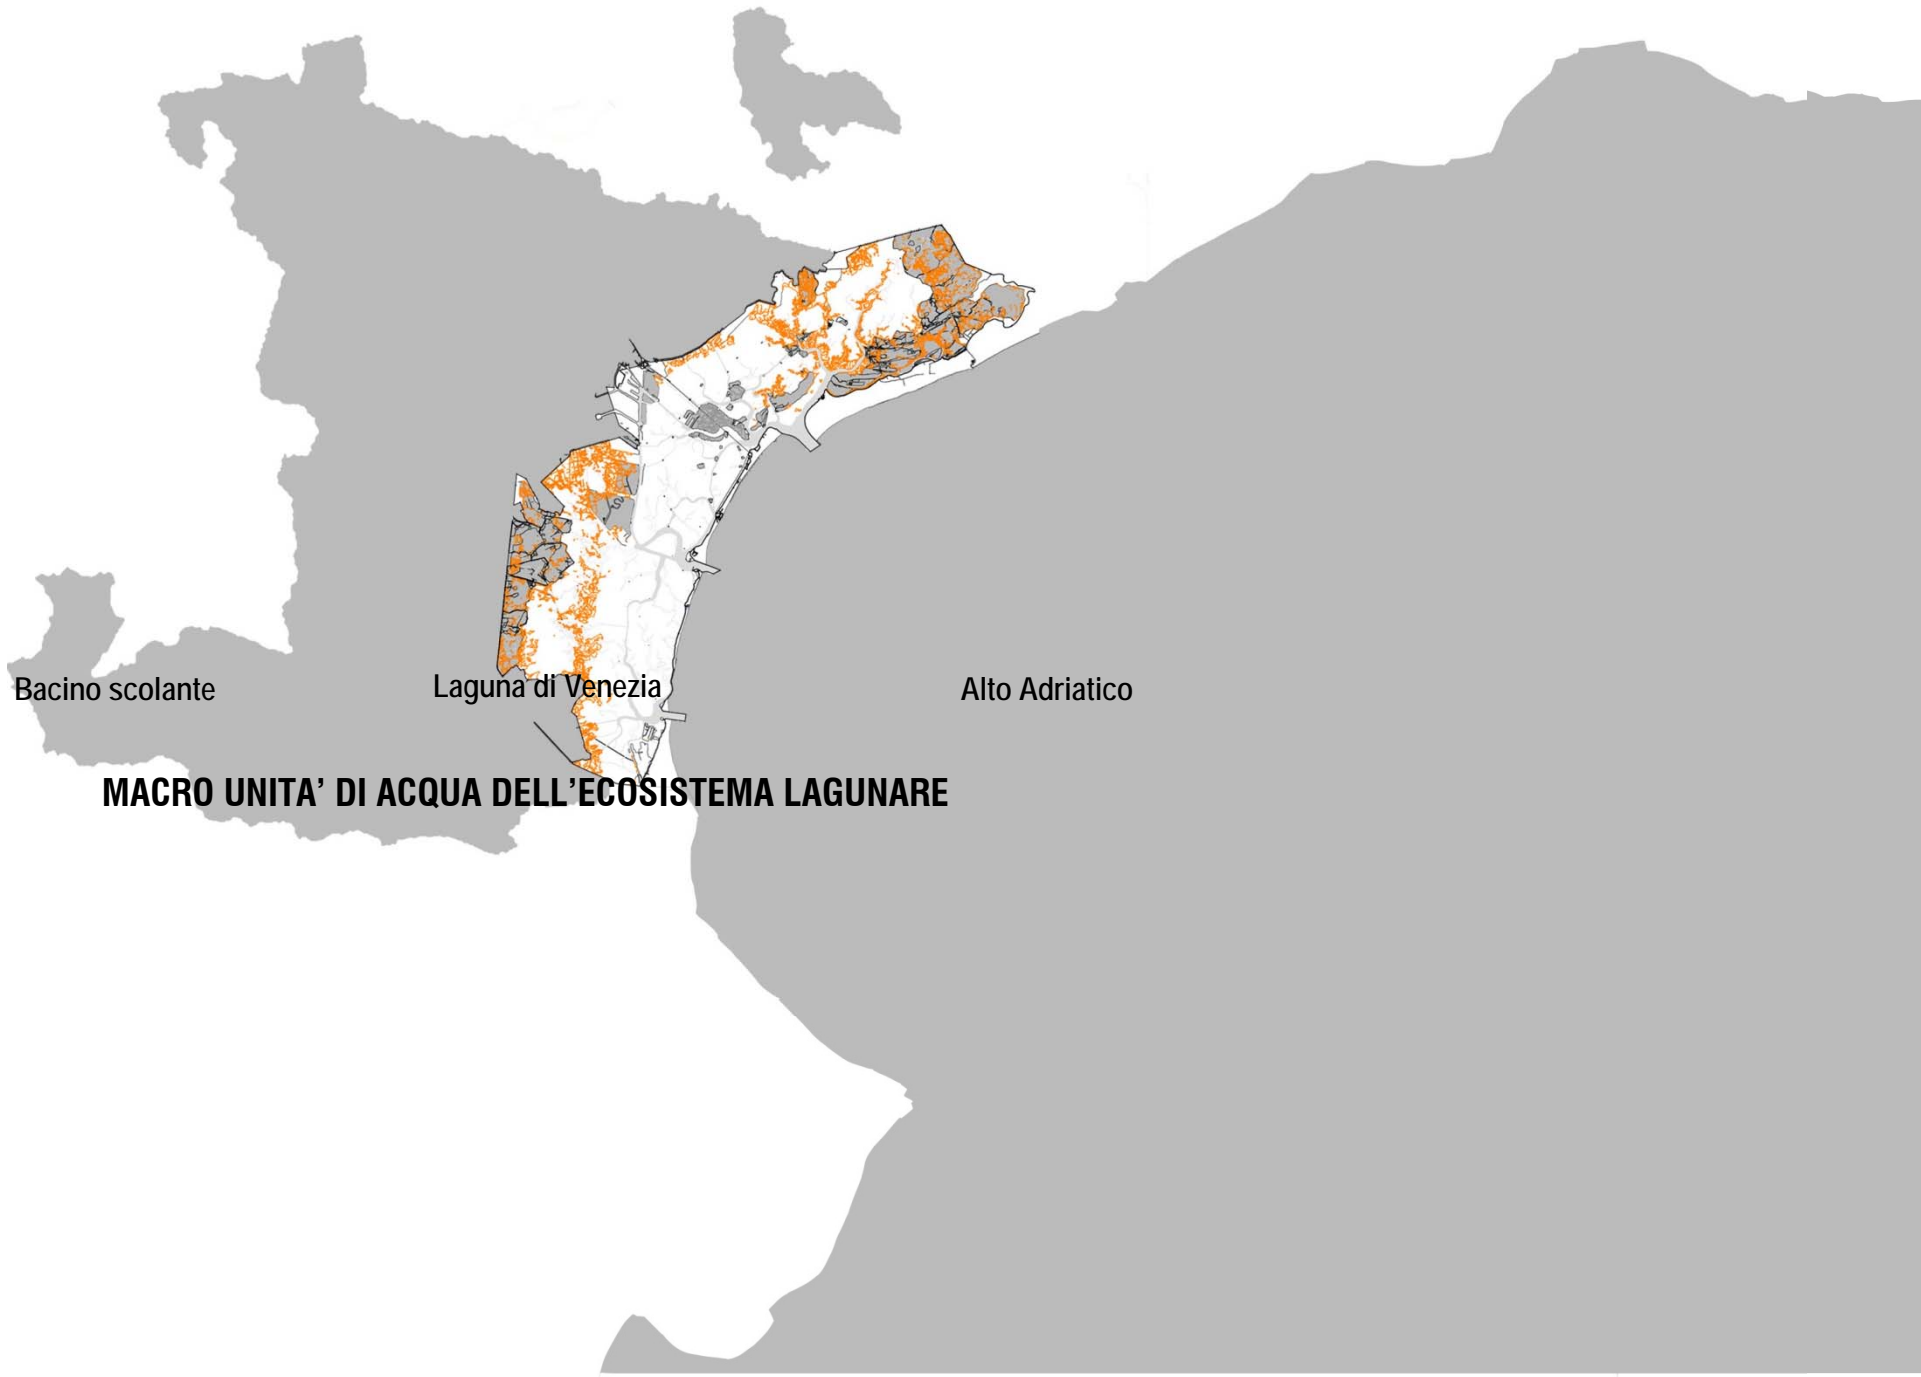 Bacino scolante
Laguna di Venezia
Alto Adriatico
MACRO UNITA’ DI ACQUA DELL’ECOSISTEMA LAGUNARE